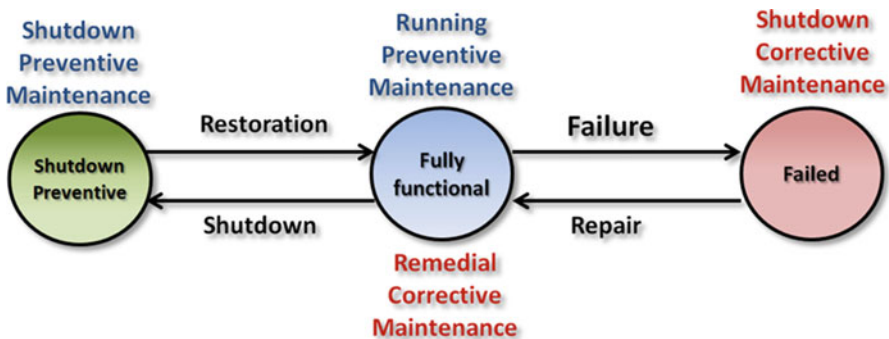 Shutdown
Preventive
Maintenance
Running
Preventive
Maintenance
Shutdown
Corrective
Maintenance
Restoration
Failure
Shutdown
Preventive
Fully
functional
Failed
Shutdown
Repair
Remedial
Corrective
Maintenance